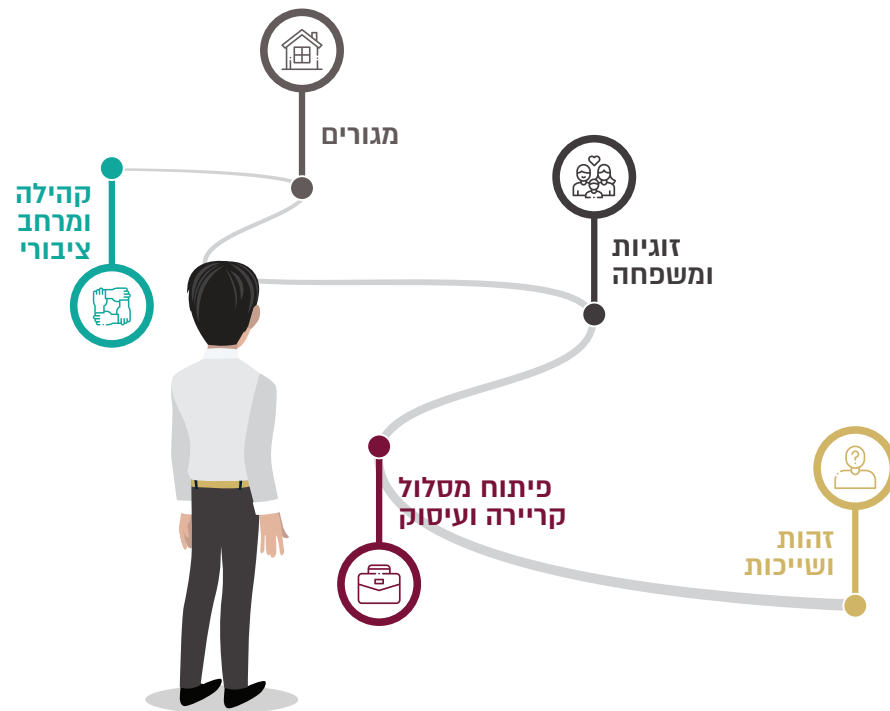 מגורים
קהילה
ומרחב
ציבורי
זוגיות
ומשפחה
פיתוח מסלול
קריירה ועיסוק
זהות
ושייכות
?